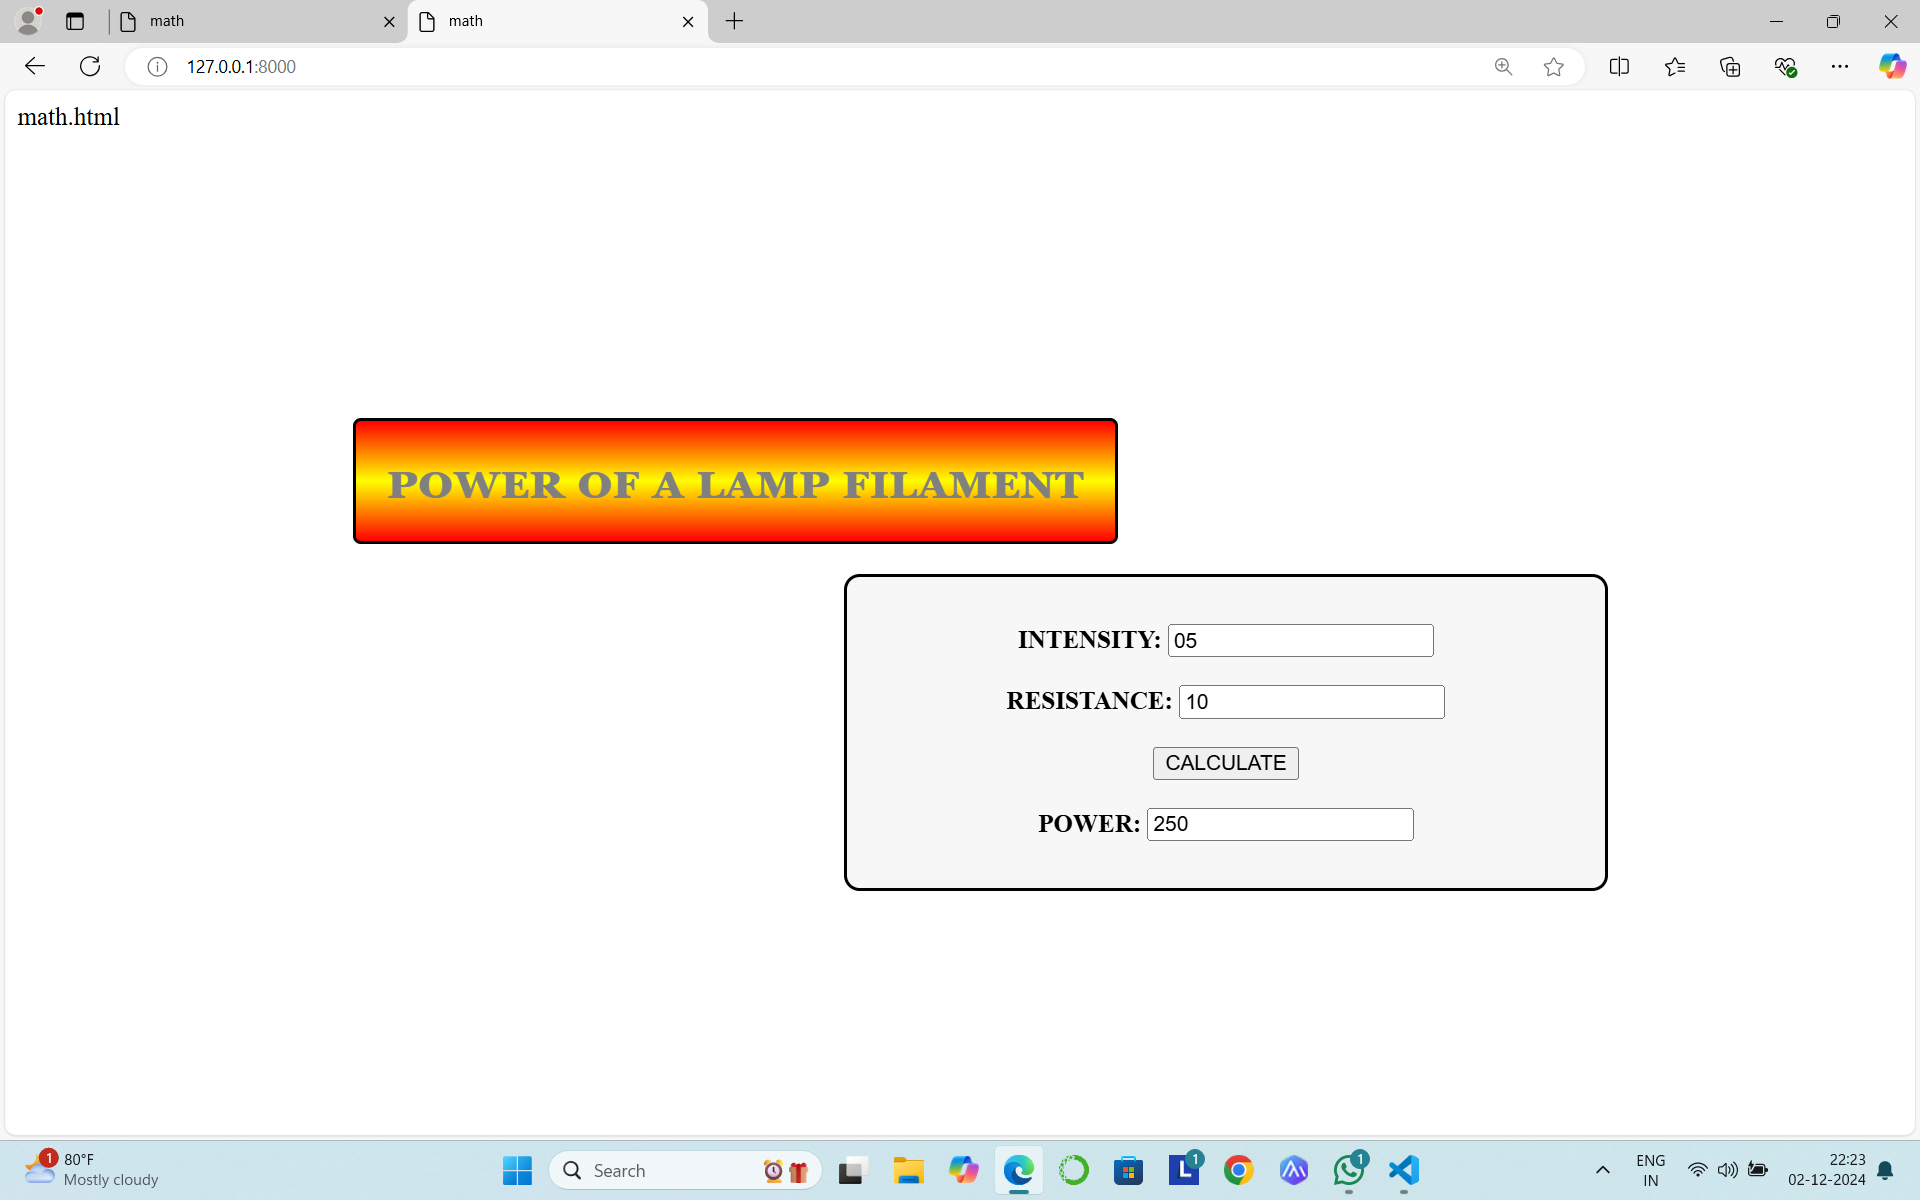 math
math
127.0.0.1:8000
math.html
POWER OF A LAMP FILAMENT
INTENSITY: 05
RESISTANCE: 10
CALCULATE
POWER: 250
1
80°F
Mostly cloudy
Search
L
1
1
ENG
IN
22:23
02-12-2024